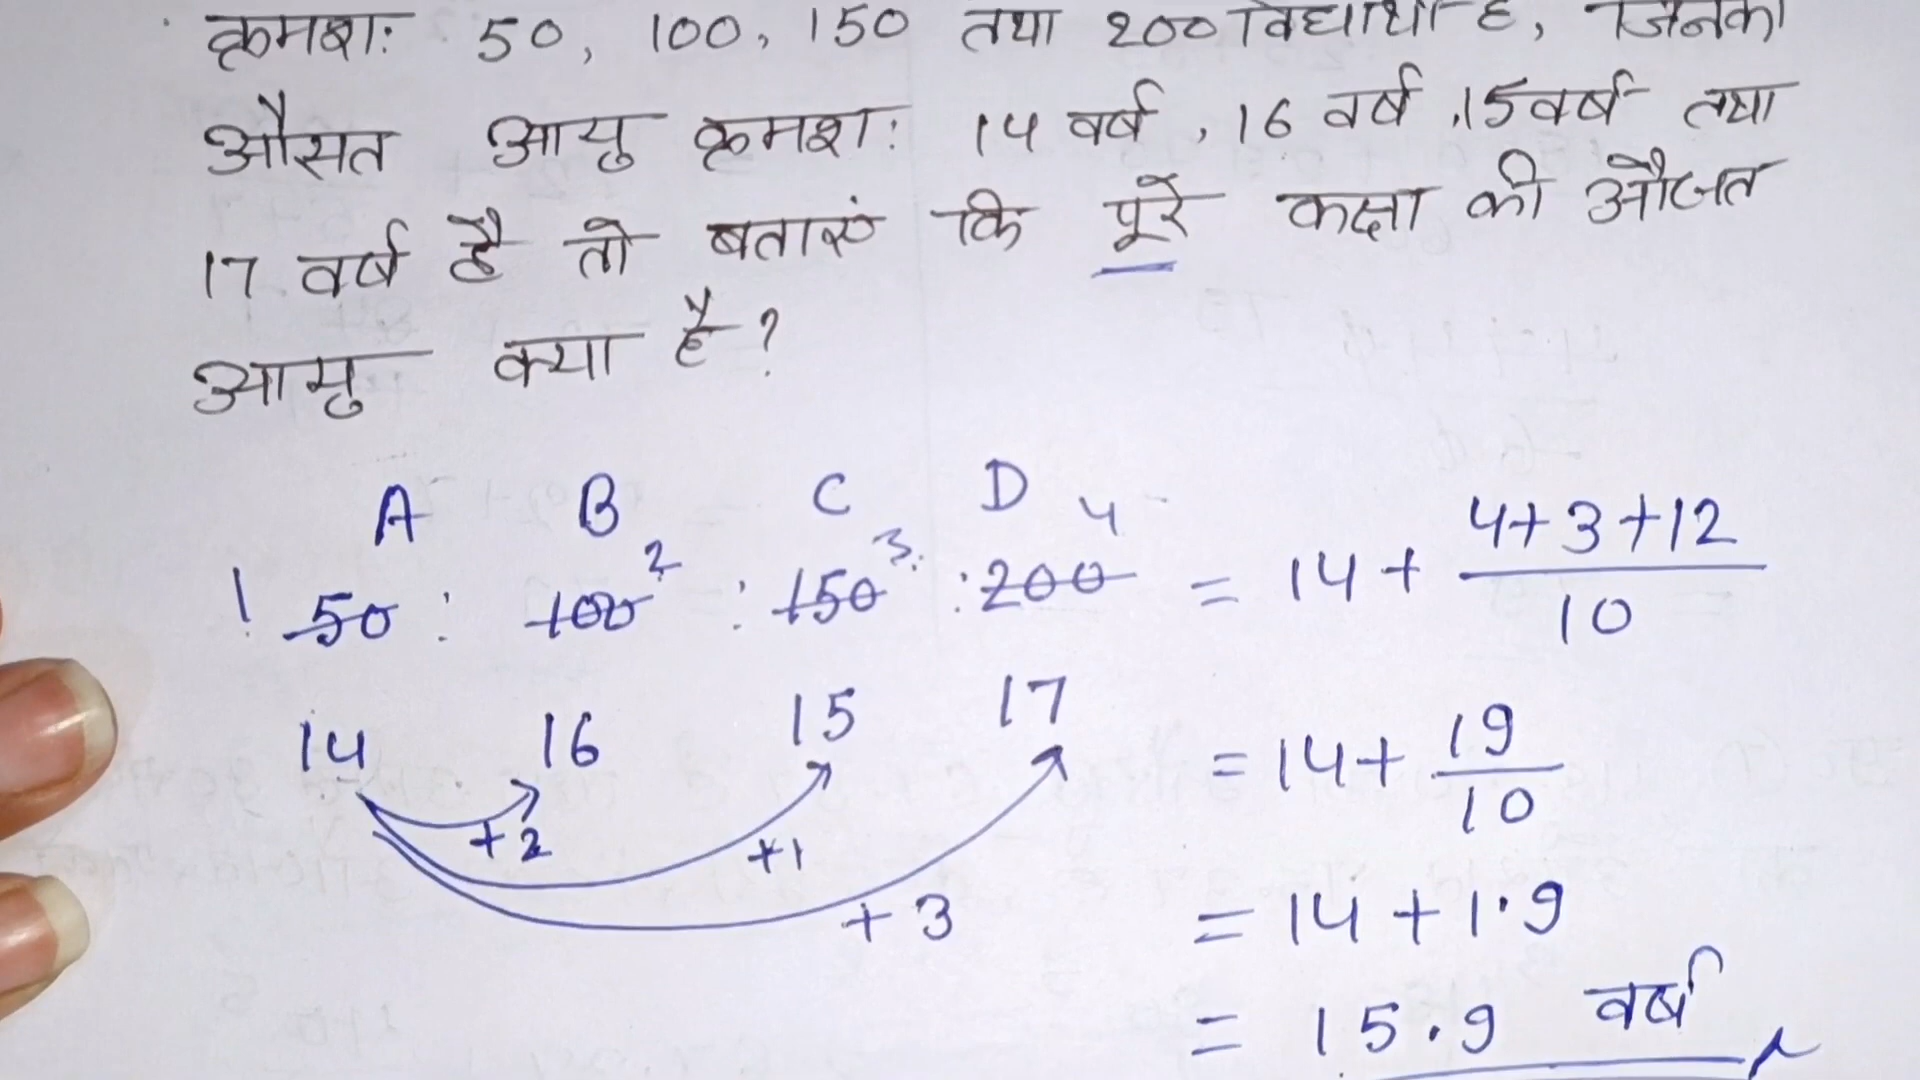 क्रमशः 50, 100, 150 तथा 200 विद्यार्थी है, जिनकी
औसत आयु क्रमशः 14 वर्ष, 16 वर्ष, 15 वर्ष तथा
17 वर्ष है तो बताएं कि पूरे कक्षा की औसत
आयु क्या है?
A B C D
1 50 : 100 2 : 150 3 : 200 4 = 14 + 4+3+12 / 10
14 16 15 17
+2 +1 +3
= 14 + 19 / 10
= 14 + 1.9
= 15.9 वर्ष